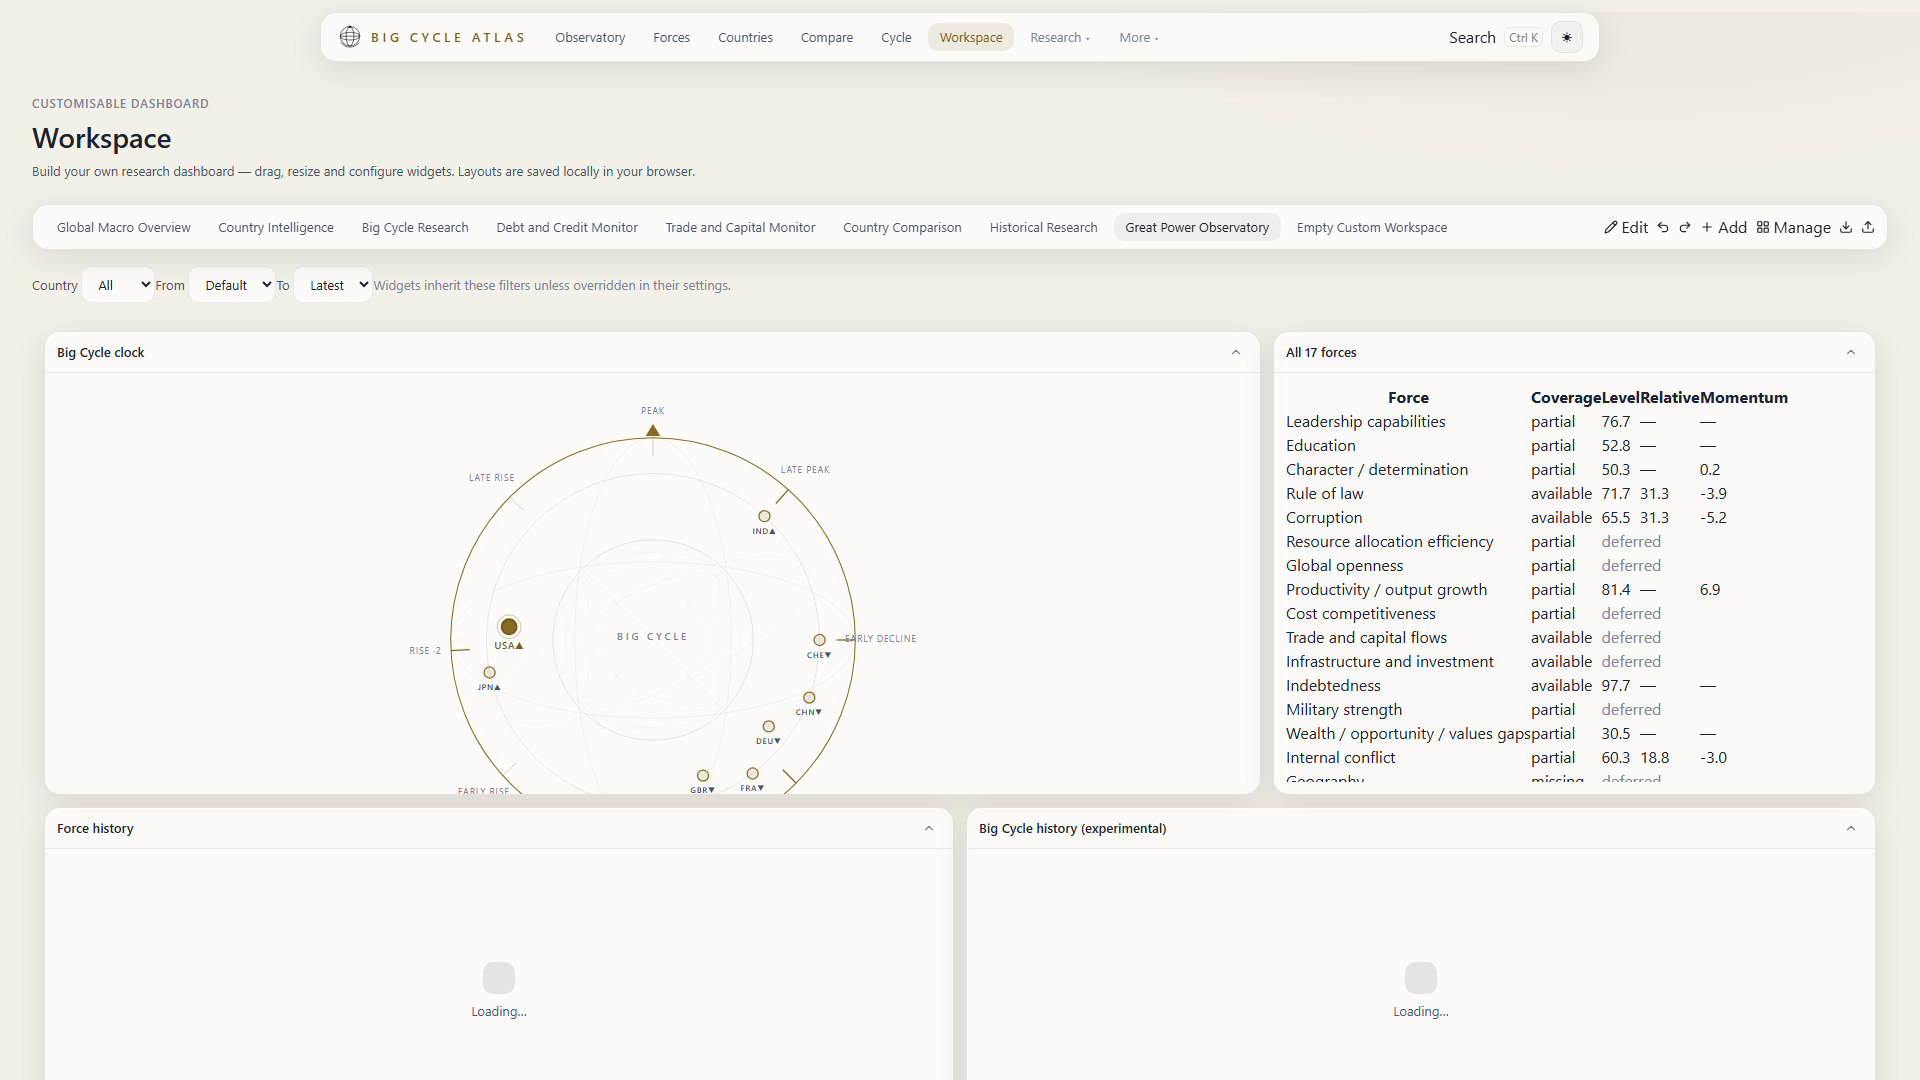 BIG CYCLE ATLAS Observatory Forces Countries Compare Cycle Workspace Research More Search Ctrl K
CUSTOMISABLE DASHBOARD
Workspace
Build your own research dashboard — drag, resize and configure widgets. Layouts are saved locally in your browser.
Global Macro Overview Country Intelligence Big Cycle Research Debt and Credit Monitor Trade and Capital Monitor Country Comparison Historical Research Great Power Observatory Empty Custom Workspace Edit + Add Manage
Country All From Default To Latest Widgets inherit these filters unless overridden in their settings.
Big Cycle clock
PEAK
LATE RISE
LATE PEAK
IND▲
BIG CYCLE
USA▲
RISE -2
EARLY DECLINE
CHE▼
JPN▲
CHN▼
DEU▼
GBR▼
FRA▼
EARLY RISE
All 17 forces
Force Coverage Level Relative Momentum
Leadership capabilities partial 76.7 — —
Education partial 52.8 — —
Character / determination partial 50.3 — 0.2
Rule of law available 71.7 31.3 -3.9
Corruption available 65.5 31.3 -5.2
Resource allocation efficiency partial deferred
Global openness partial deferred
Productivity / output growth partial 81.4 — 6.9
Cost competitiveness partial deferred
Trade and capital flows available deferred
Infrastructure and investment available deferred
Indebtedness available 97.7 — —
Military strength partial deferred
Wealth / opportunity / values gaps partial 30.5 — —
Internal conflict partial 60.3 18.8 -3.0
Geography missing deferred
Force history
Loading...
Big Cycle history (experimental)
Loading...